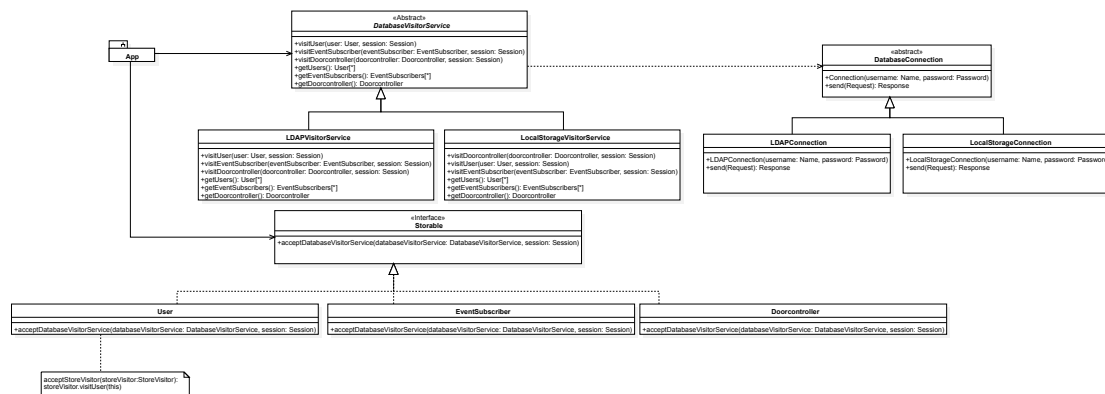 «Abstract»
DatabaseVisitorService
+visitUser(user: User, session: Session)
+visitEventSubscriber(eventSubscriber: EventSubscriber, session: Session)
+visitDoorcontroller(doorcontroller: Doorcontroller, session: Session)
+getUsers(): User[*]
+getEventSubscribers(): EventSubscribers[*]
+getDoorcontroller(): Doorcontroller
App
«abstract»
DatabaseConnection
+Connection(username: Name, password: Password)
+send(Request): Response
LDAPVisitorService
+visitUser(user: User, session: Session)
+visitEventSubscriber(eventSubscriber: EventSubscriber, session: Session)
+visitDoorcontroller(doorcontroller: Doorcontroller, session: Session)
+getUsers(): User[*]
+getEventSubscribers(): EventSubscribers[*]
+getDoorcontroller(): Doorcontroller
LocalStorageVisitorService
+visitDoorcontroller(doorcontroller: Doorcontroller, session: Session)
+visitUser(user: User, session: Session)
+visitEventSubscriber(eventSubscriber: EventSubscriber, session: Session)
+getUsers(): User[*]
+getEventSubscribers(): EventSubscribers[*]
+getDoorcontroller(): Doorcontroller
LDAPConnection
+LDAPConnection(username: Name, password: Password)
+send(Request): Response
LocalStorageConnection
+LocalStorageConnection(username: Name, password: Password
+send(Request): Response
«interface»
Storable
+acceptDatabaseVisitorService(databaseVisitorService: DatabaseVisitorService, session: Session)
User
+acceptDatabaseVisitorService(databaseVisitorService: DatabaseVisitorService, session: Session)
EventSubscriber
+acceptDatabaseVisitorService(databaseVisitorService: DatabaseVisitorService, session: Session)
Doorcontroller
+acceptDatabaseVisitorService(databaseVisitorService: DatabaseVisitorService, session: Session)
acceptStoreVisitor(storeVisitor:StoreVisitor):
storeVisitor.visitUser(this)